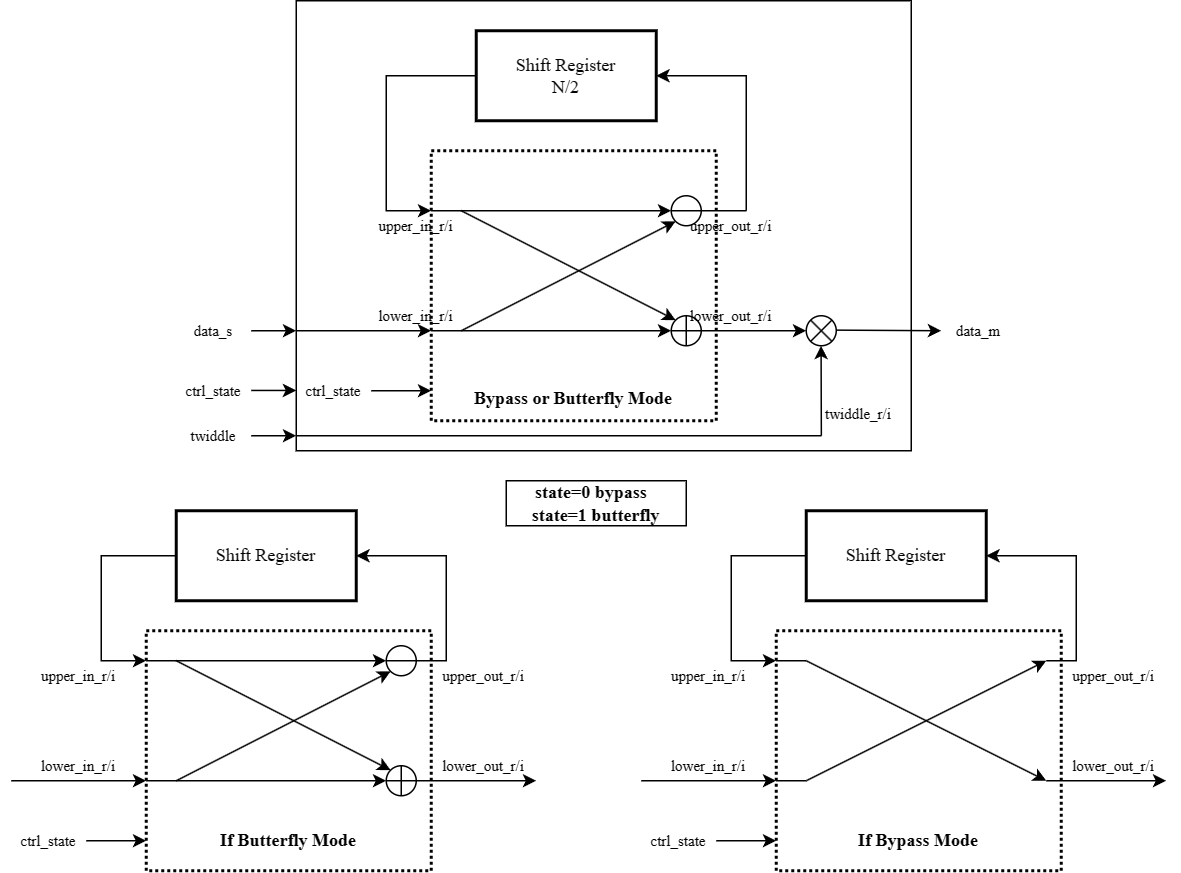 Shift Register
N/2
upper_in_r/i
upper_out_r/i
lower_in_r/i
lower_out_r/i
data_s
data_m
ctrl_state
ctrl_state
Bypass or Butterfly Mode
twiddle_r/i
twiddle
state=0 bypass
state=1 butterfly
Shift Register
upper_in_r/i
upper_out_r/i
lower_in_r/i
lower_out_r/i
ctrl_state
If Butterfly Mode
Shift Register
upper_in_r/i
upper_out_r/i
lower_in_r/i
lower_out_r/i
ctrl_state
If Bypass Mode